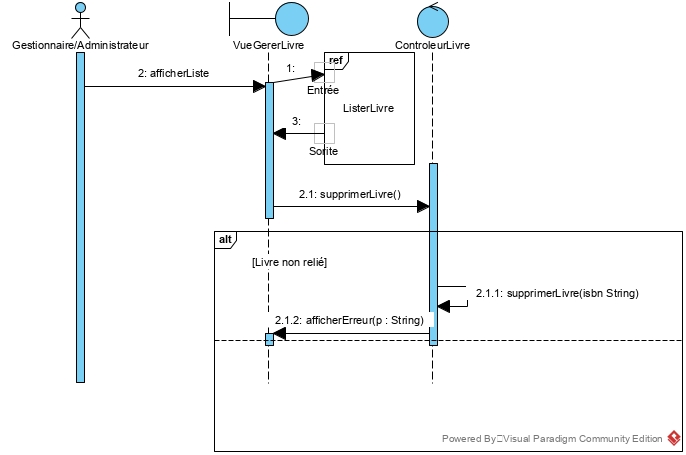 Gestionnaire/Administrateur
VueGererLivre
ControleurLivre
ref
2: afficherListe
1:
Entrée
ListerLivre
3:
Sorite
2.1: supprimerLivre()
alt
[Livre non relié]
2.1.1: supprimerLivre(isbn String)
2.1.2: afficherErreur(p : String)
Powered By Visual Paradigm Community Edition